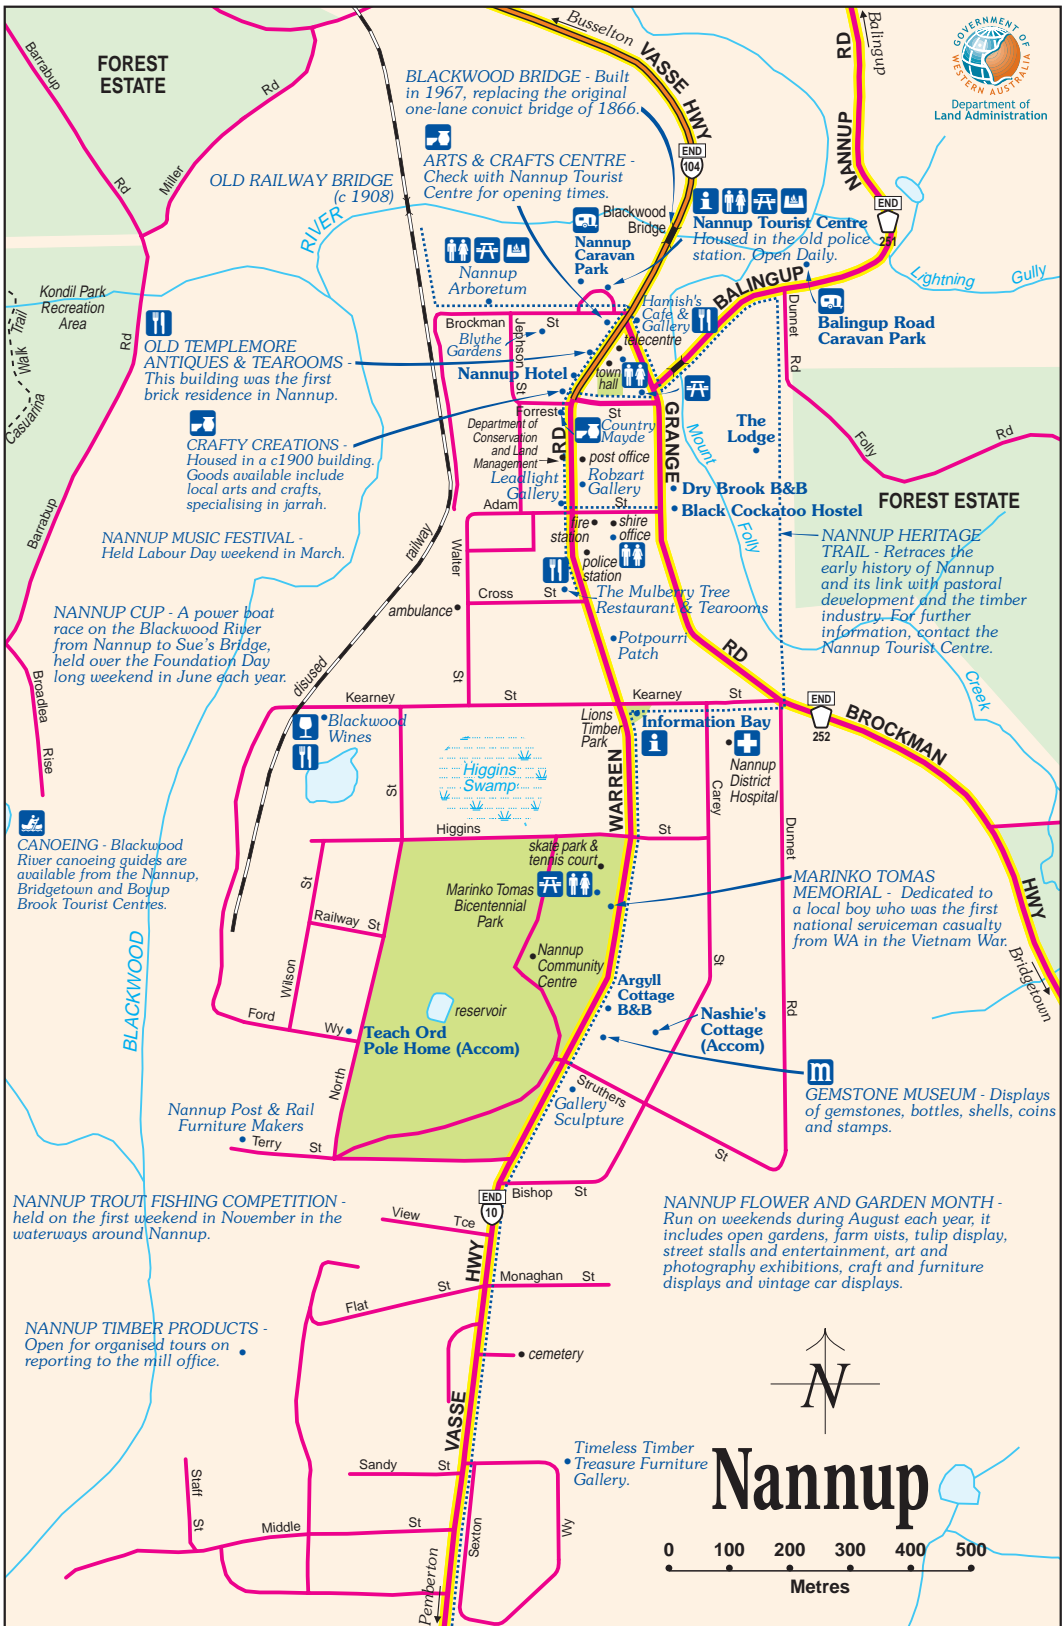 FOREST
ESTATE
Barrabup
Rd
Miller
Rd
Busselton
VASSE HWY
END
104
NANNUP RD
Balingup
GOVERNMENT OF
WESTERN AUSTRALIA
Department of
Land Administration
BLACKWOOD BRIDGE - Built
in 1967, replacing the original
one-lane convict bridge of 1866.
ARTS & CRAFTS CENTRE -
Check with Nannup Tourist
Centre for opening times.
OLD RAILWAY BRIDGE
(c 1908)
RIVER
Blackwood
Bridge
Nannup
Caravan
Park
Nannup Tourist Centre
Housed in the old police
station. Open Daily.
END
251
Lightning Gully
BALINGUP
Nannup
Arboretum
Kondil Park
Recreation
Area
Walk Trail
Casuarina
Rd
Barrabup
OLD TEMPLEMORE
ANTIQUES & TEAROOMS -
This building was the first
brick residence in Nannup.
Brockman St
Jephson St
Blythe
Gardens
Hamish's
Cafe &
Gallery
telecentre
Nannup Hotel
town
hall
Dunnet Rd
Balingup Road
Caravan Park
CRAFTY CREATIONS -
Housed in a c1900 building.
Goods available include
local arts and crafts,
specialising in jarrah.
Forrest St
Department of
Conservation
and Land
Management
RD
Country
Mayde
post office
Leadlight
Gallery
Robzart
Gallery
GRANGE
Mount
Folly
The
Lodge
Folly Rd
FOREST ESTATE
Dry Brook B&B
Black Cockatoo Hostel
Adam St
NANNUP MUSIC FESTIVAL -
Held Labour Day weekend in March.
railway
disused
fire
station
shire
office
police
station
NANNUP HERITAGE
TRAIL - Retraces the
early history of Nannup
and its link with pastoral
development and the timber
industry. For further
information, contact the
Nannup Tourist Centre.
Walter
St
Cross St
ambulance
The Mulberry Tree
Restaurant & Tearooms
NANNUP CUP - A power boat
race on the Blackwood River
from Nannup to Sue's Bridge,
held over the Foundation Day
long weekend in June each year.
Potpourri
Patch
RD
Creek
Broadlea Rise
Kearney St
Kearney St
END
252
BROCKMAN
HWY
Bridgetown
Blackwood
Wines
Lions
Timber
Park
Information Bay
Nannup
District
Hospital
Higgins
Swamp
St
WARREN
Carey
St
Dunnet
Rd
Higgins St
CANOEING - Blackwood
River canoeing guides are
available from the Nannup,
Bridgetown and Boyup
Brook Tourist Centres.
skate park &
tennis court
Marinko Tomas
Bicentennial
Park
MARINKO TOMAS
MEMORIAL - Dedicated to
a local boy who was the first
national serviceman casualty
from WA in the Vietnam War.
St
Wilson
Railway St
BLACKWOOD
Nannup
Community
Centre
reservoir
Argyll
Cottage
B&B
Nashie's
Cottage
(Accom)
Ford Wy
Teach Ord
Pole Home (Accom)
North
GEMSTONE MUSEUM - Displays
of gemstones, bottles, shells, coins
and stamps.
Struthers
St
Gallery
Sculpture
Nannup Post & Rail
Furniture Makers
Terry St
NANNUP TROUT FISHING COMPETITION -
held on the first weekend in November in the
waterways around Nannup.
END
10
Bishop St
View Tce
HWY
NANNUP FLOWER AND GARDEN MONTH -
Run on weekends during August each year, it
includes open gardens, farm vists, tulip display,
street stalls and entertainment, art and
photography exhibitions, craft and furniture
displays and vintage car displays.
Flat St
Monaghan St
NANNUP TIMBER PRODUCTS -
Open for organised tours on
reporting to the mill office.
cemetery
N
VASSE
Timeless Timber
Treasure Furniture
Gallery.
Sandy St
Staff St
Middle St
Sexton
Wy
Pemberton
Nannup
0 100 200 300 400 500
Metres